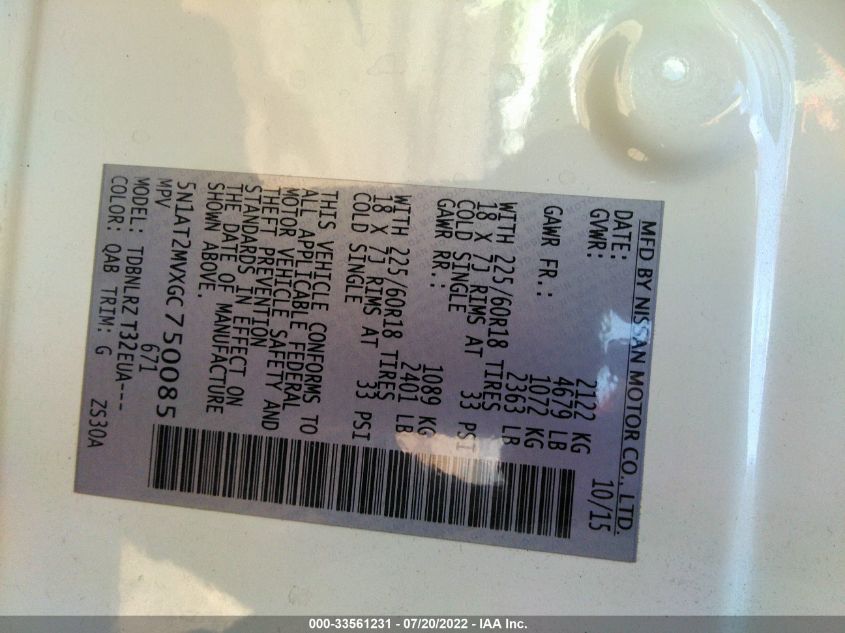 MFD BY NISSAN MOTOR CO., LTD.
DATE: 10/15
GVWR: 2122 KG
4679 LB
GAWR FR.: 1072 KG
2363 LB
WITH 225/60R18 TIRES
18 X 7J RIMS AT 33 PSI
COLD SINGLE
GAWR RR.: 1089 KG
2401 LB
WITH 225/60R18 TIRES
18 X 7J RIMS AT 33 PSI
COLD SINGLE
THIS VEHICLE CONFORMS TO
ALL APPLICABLE FEDERAL
MOTOR VEHICLE SAFETY AND
THEFT PREVENTION
STANDARDS IN EFFECT ON
THE DATE OF MANUFACTURE
SHOWN ABOVE.
5N1AT2MVXGC750085
MPV 671
MODEL: TDBNLRZT32EUA---
COLOR: QAB TRIM: G ZS30A
000-33561231 - 07/20/2022 - IAA Inc.